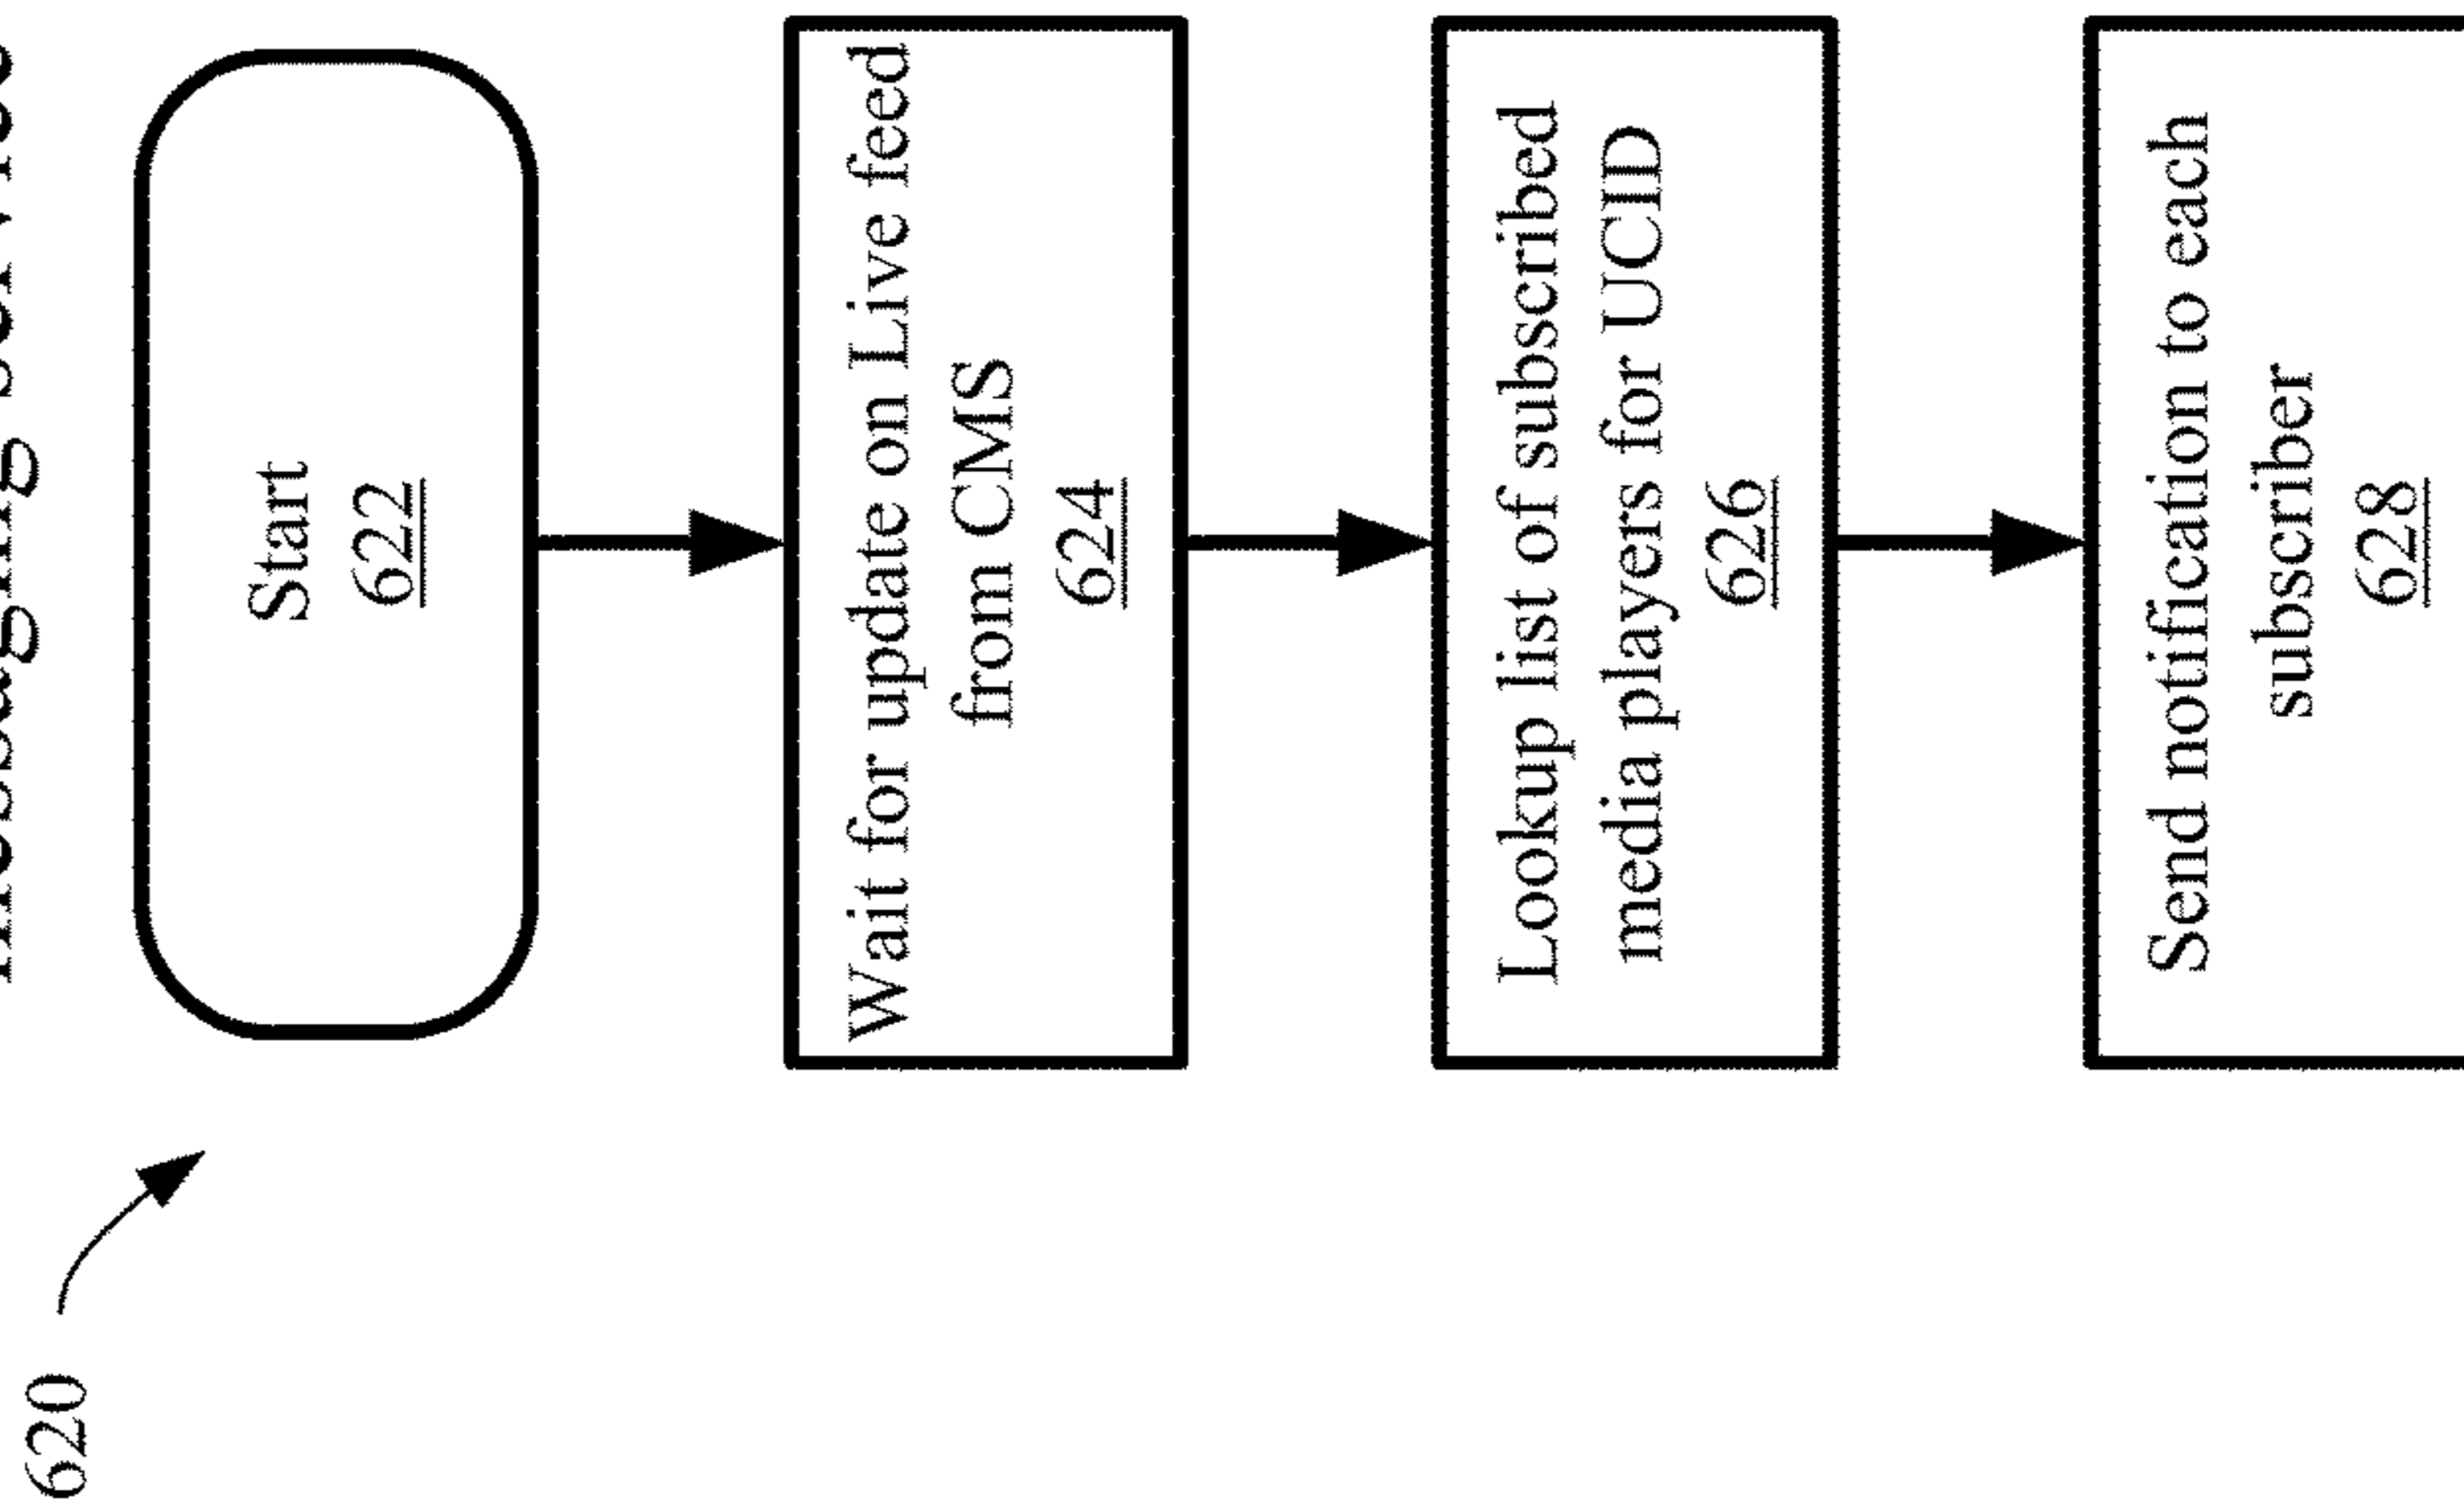 620
Start
622
Wait for update on Live feed
from CMS
624
Lookup list of subscribed
media players for UCID
626
Send notification to each
subscriber
628